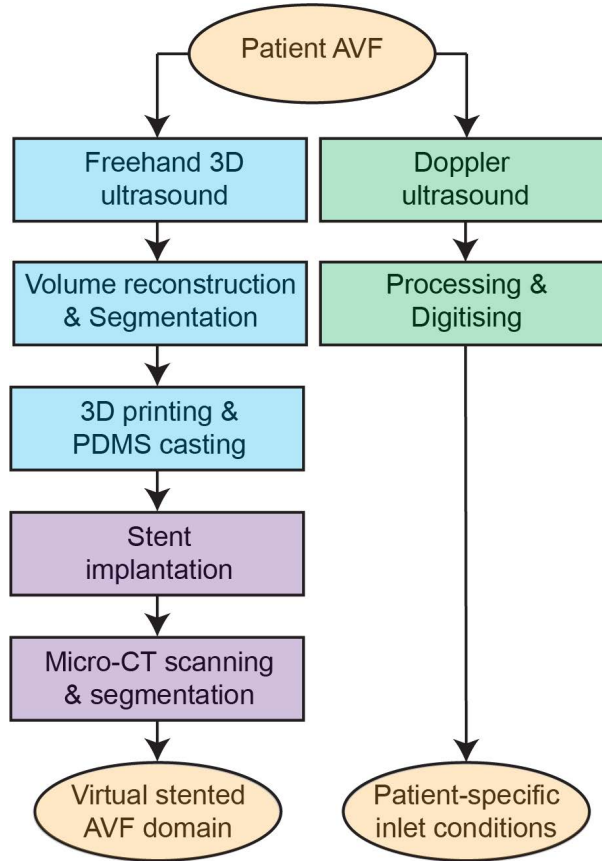 Patient AVF
Freehand 3D
ultrasound
Doppler
ultrasound
Volume reconstruction
& Segmentation
Processing &
Digitising
3D printing &
PDMS casting
Stent
implantation
Micro-CT scanning
& segmentation
Virtual stented
AVF domain
Patient-specific
inlet conditions